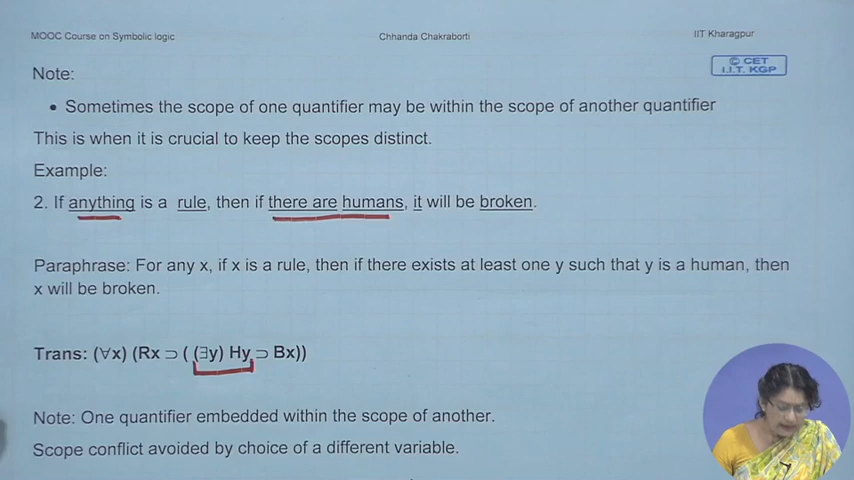 MOOC Course on Symbolic logic Chhanda Chakraborti IIT Kharagpur
© CET
I.I.T. KGP
Note:
• Sometimes the scope of one quantifier may be within the scope of another quantifier
This is when it is crucial to keep the scopes distinct.
Example:
2. If anything is a rule, then if there are humans, it will be broken.
Paraphrase: For any x, if x is a rule, then if there exists at least one y such that y is a human, then
x will be broken.
Trans: (∀x) (Rx ⊃ ( (∃y) Hy ⊃ Bx))
Note: One quantifier embedded within the scope of another.
Scope conflict avoided by choice of a different variable.